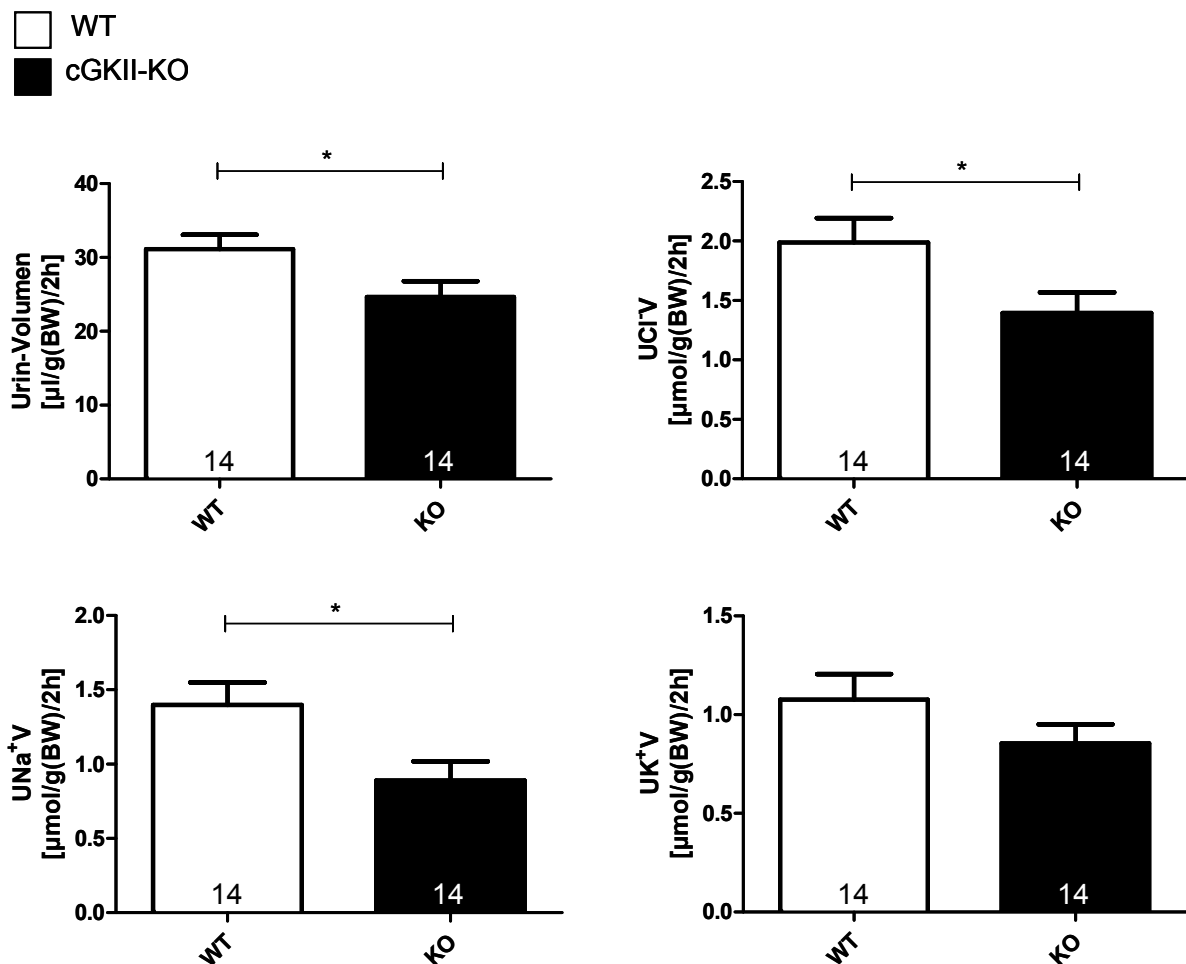 WT
cGKII-KO
*
Urin-Volumen
[µl/g(BW)/2h]
40
30
20
10
0
14
14
WT
KO
*
UCl⁻V
[µmol/g(BW)/2h]
2.5
2.0
1.5
1.0
0.5
0.0
14
14
WT
KO
*
UNa⁺V
[µmol/g(BW)/2h]
2.0
1.5
1.0
0.5
0.0
14
14
WT
KO
UK⁺V
[µmol/g(BW)/2h]
1.5
1.0
0.5
0.0
14
14
WT
KO